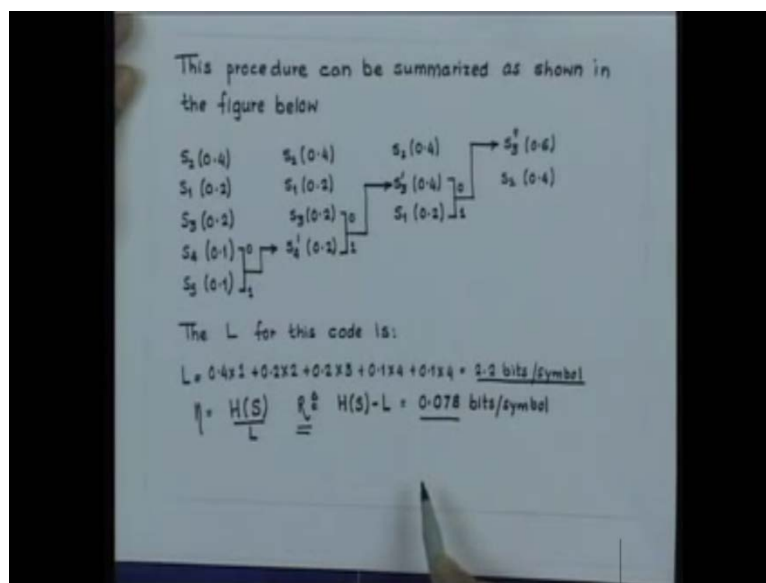 This procedure can be summarized as shown in
the figure below
S₂ (0.4) S₂ (0.4) S₂ (0.4) S₃'' (0.6)
S₁ (0.2) S₁ (0.2) S₃' (0.4) 0 S₂ (0.4)
S₃ (0.2) S₃ (0.2) 0 S₁ (0.2) 1
S₄ (0.1) 0 S₄' (0.2) 1
S₅ (0.1) 1
The L for this code is:
L = 0.4x1 +0.2x2 +0.2x3 +0.1x4 +0.1x4 = 2.2 bits/symbol
η = H(S)/L R ≜ H(S)-L = 0.078 bits/symbol